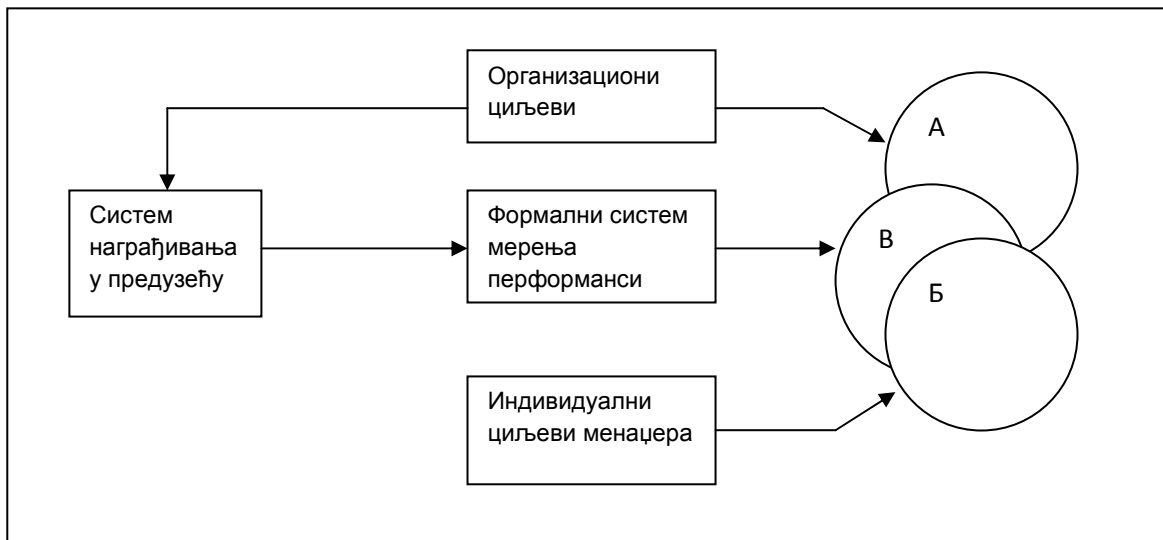 Организациони
циљеви
А
Систем
награђивања
у предузећу
Формални систем
мерења
перформанси
В
Б
Индивидуални
циљеви менаџера